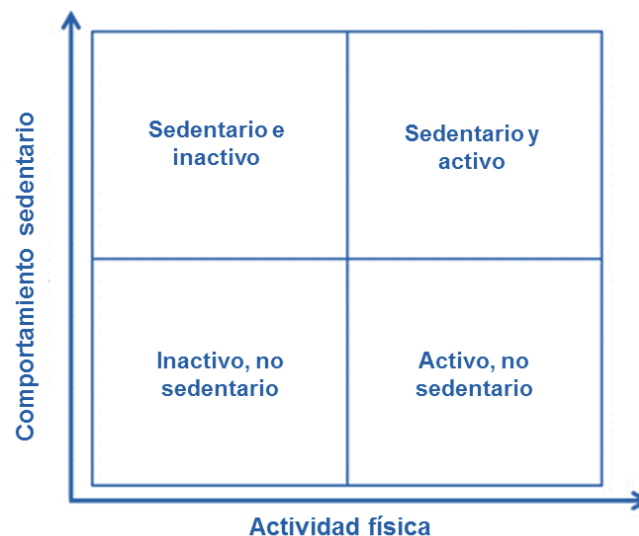 Comportamiento sedentario
Sedentario e
inactivo
Sedentario y
activo
Inactivo, no
sedentario
Activo, no
sedentario
Actividad física